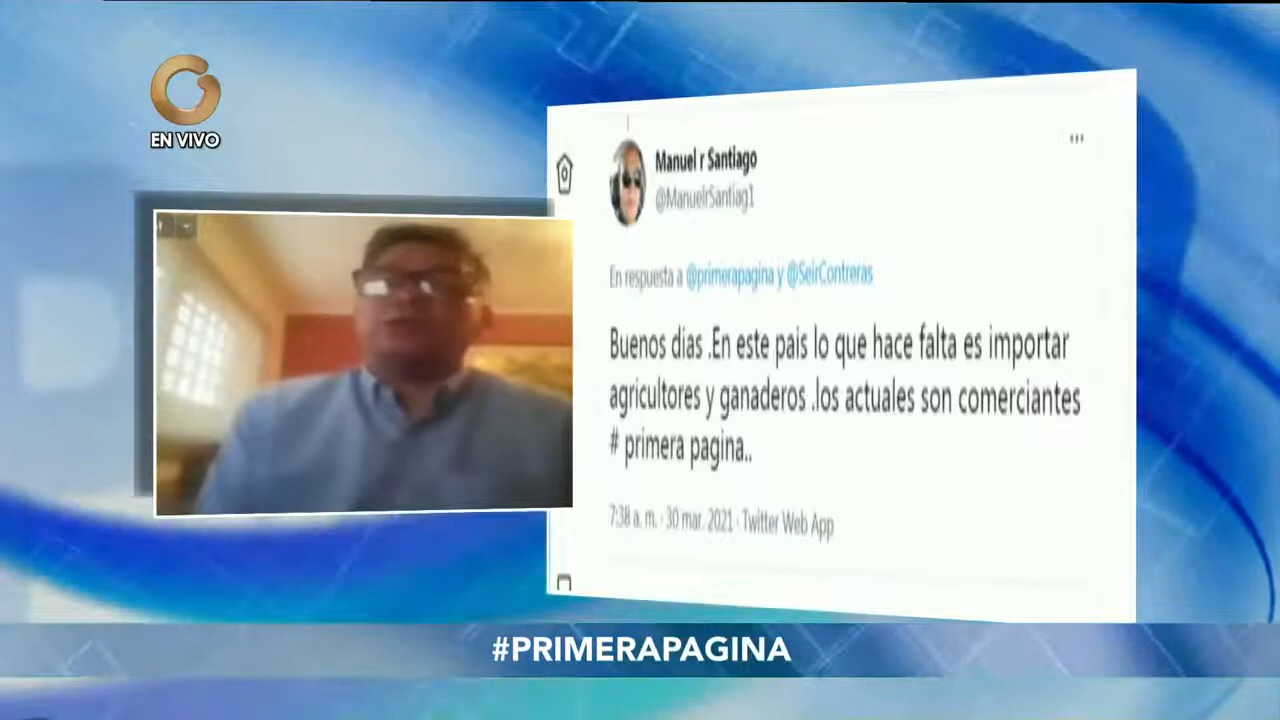 EN VIVO
Manuel r Santiago
@ManuelrSantiag1
En respuesta a @primerapagina y @SeirContreras
Buenos dias .En este pais lo que hace falta es importar
agricultores y ganaderos .los actuales son comerciantes
# primera pagina..
7:38 a. m. · 30 mar. 2021 · Twitter Web App
#PRIMERAPAGINA